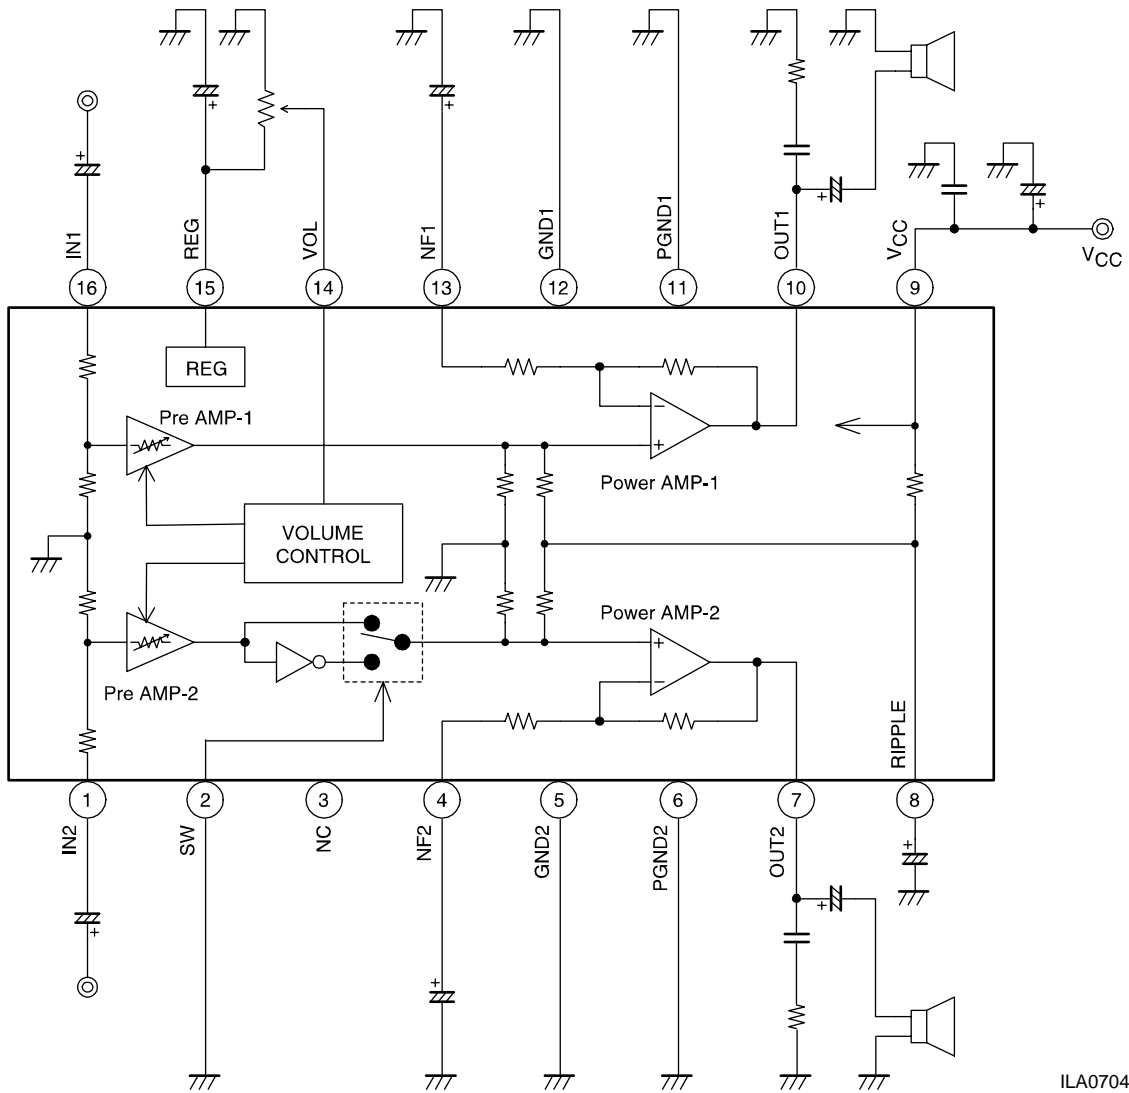 +
+
+
+
+
+
IN1
REG
VOL
NF1
GND1
PGND1
OUT1
VCC
VCC
16
15
14
13
12
11
10
9
REG
Pre AMP-1
−
+
Power AMP-1
VOLUME
CONTROL
Power AMP-2
+
−
Pre AMP-2
RIPPLE
1
2
3
4
5
6
7
8
IN2
SW
NC
NF2
GND2
PGND2
OUT2
+
+
+
+
ILA0704